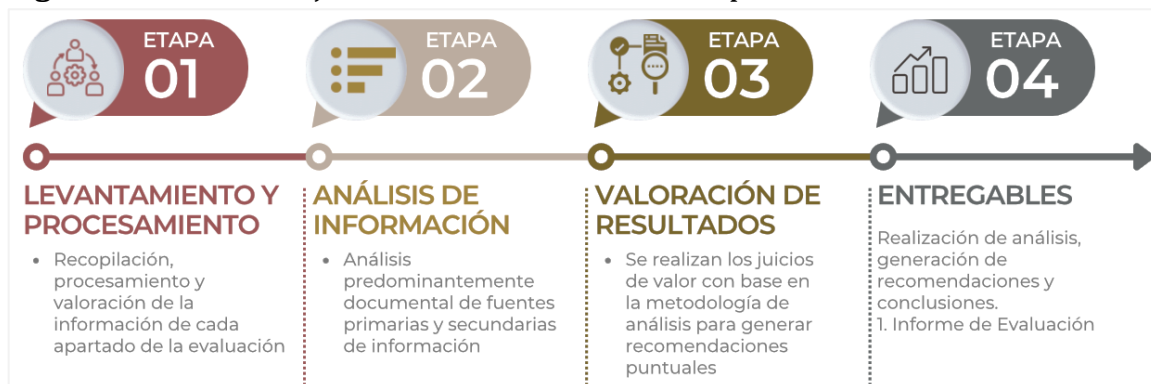 ETAPA
01
ETAPA
02
ETAPA
03
ETAPA
04
LEVANTAMIENTO Y
PROCESAMIENTO
• Recopilación,
procesamiento y
valoración de la
información de cada
apartado de la evaluación
ANÁLISIS DE
INFORMACIÓN
• Análisis
predominantemente
documental de fuentes
primarias y secundarias
de información
VALORACIÓN DE
RESULTADOS
• Se realizan los juicios
de valor con base en
la metodología de
análisis para generar
recomendaciones
puntuales
ENTREGABLES
Realización de análisis,
generación de
recomendaciones y
conclusiones.
1. Informe de Evaluación